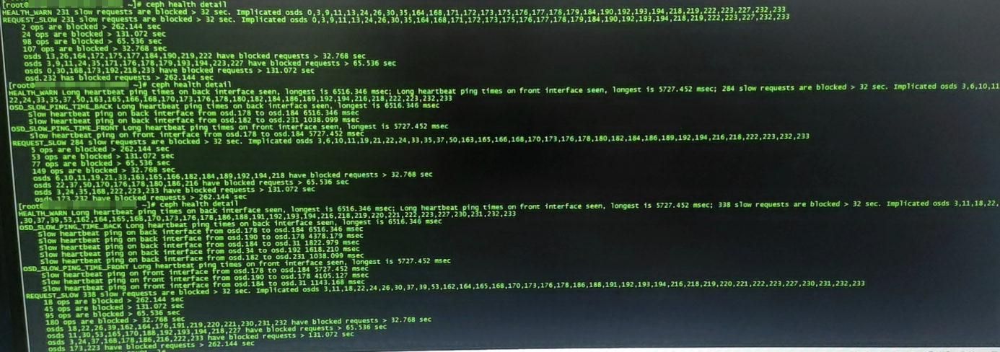 [root@ ~]# ceph health detail
HEALTH_WARN 231 slow requests are blocked > 32 sec. Implicated osds 0,3,9,11,13,24,26,30,35,164,168,171,172,173,175,176,177,178,179,184,190,192,193,194,218,219,222,223,227,232,233
REQUEST_SLOW 231 slow requests are blocked > 32 sec. Implicated osds 0,3,9,11,13,24,26,30,35,164,168,171,172,173,175,176,177,178,179,184,190,192,193,194,218,219,222,223,227,232,233
2 ops are blocked > 262.144 sec
24 ops are blocked > 131.072 sec
98 ops are blocked > 65.536 sec
107 ops are blocked > 32.768 sec
osds 13,26,164,172,175,177,184,190,219,222 have blocked requests > 32.768 sec
osds 3,9,11,24,35,171,176,178,179,193,194,223,227 have blocked requests > 65.536 sec
osds 0,30,168,173,192,218,233 have blocked requests > 131.072 sec
osd.232 has blocked requests > 262.144 sec
[root@ ~]# ceph health detail
HEALTH_WARN Long heartbeat ping times on back interface seen, longest is 6516.346 msec; Long heartbeat ping times on front interface seen, longest is 5727.452 msec; 284 slow requests are blocked > 32 sec. Implicated osds 3,6,10,11
22,24,33,35,37,50,163,165,166,168,170,173,176,178,180,182,184,186,189,192,194,216,218,222,223,232,233
OSD_SLOW_PING_TIME_BACK Long heartbeat ping times on back interface seen, longest is 6516.346 msec
Slow heartbeat ping on back interface from osd.178 to osd.184 6516.346 msec
Slow heartbeat ping on back interface from osd.182 to osd.231 1038.099 msec
OSD_SLOW_PING_TIME_FRONT Long heartbeat ping times on front interface seen, longest is 5727.452 msec
Slow heartbeat ping on front interface from osd.178 to osd.184 5727.452 msec
REQUEST_SLOW 284 slow requests are blocked > 32 sec. Implicated osds 3,6,10,11,19,21,22,24,33,35,37,50,163,165,166,168,170,173,176,178,180,182,184,186,189,192,194,216,218,222,223,232,233
5 ops are blocked > 262.144 sec
53 ops are blocked > 131.072 sec
77 ops are blocked > 65.536 sec
149 ops are blocked > 32.768 sec
osds 6,10,11,19,21,33,163,165,166,182,184,189,192,194,218 have blocked requests > 32.768 sec
osds 22,37,50,170,176,178,180,186,216 have blocked requests > 65.536 sec
osds 3,24,35,168,222,223,233 have blocked requests > 131.072 sec
osds 173,232 have blocked requests > 262.144 sec
[root@ ~]# ceph health detail
HEALTH_WARN Long heartbeat ping times on back interface seen, longest is 6516.346 msec; Long heartbeat ping times on front interface seen, longest is 5727.452 msec; 338 slow requests are blocked > 32 sec. Implicated osds 3,11,18,22,
,30,37,39,53,162,164,165,168,170,173,176,178,186,188,191,192,193,194,216,218,219,220,221,222,223,227,230,231,232,233
OSD_SLOW_PING_TIME_BACK Long heartbeat ping times on back interface seen, longest is 6516.346 msec
Slow heartbeat ping on back interface from osd.178 to osd.184 6516.346 msec
Slow heartbeat ping on back interface from osd.190 to osd.178 4378.179 msec
Slow heartbeat ping on back interface from osd.184 to osd.31 1822.979 msec
Slow heartbeat ping on back interface from osd.34 to osd.192 1618.210 msec
Slow heartbeat ping on back interface from osd.182 to osd.231 1038.099 msec
OSD_SLOW_PING_TIME_FRONT Long heartbeat ping times on front interface seen, longest is 5727.452 msec
Slow heartbeat ping on front interface from osd.178 to osd.184 5727.452 msec
Slow heartbeat ping on front interface from osd.190 to osd.178 4105.127 msec
Slow heartbeat ping on front interface from osd.184 to osd.31 1143.168 msec
REQUEST_SLOW 338 slow requests are blocked > 32 sec. Implicated osds 3,11,18,22,24,26,30,37,39,53,162,164,165,168,170,173,176,178,186,188,191,192,193,194,216,218,219,220,221,222,223,227,230,231,232,233
18 ops are blocked > 262.144 sec
45 ops are blocked > 131.072 sec
95 ops are blocked > 65.536 sec
180 ops are blocked > 32.768 sec
osds 18,22,26,39,162,164,176,191,219,220,221,230,231,232 have blocked requests > 32.768 sec
osds 11,30,53,165,170,188,192,193,194,218,227 have blocked requests > 65.536 sec
osds 3,24,37,168,178,186,216,222,233 have blocked requests > 131.072 sec
osds 173,223 have blocked requests > 262.144 sec